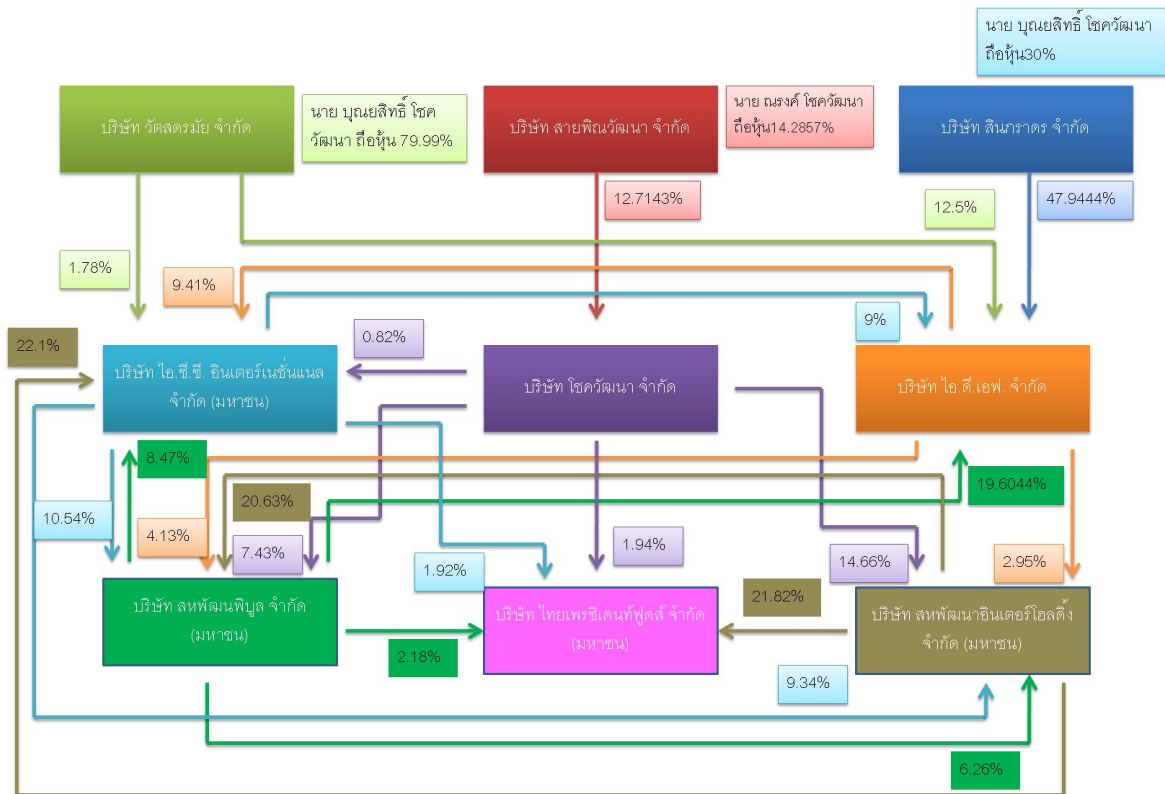 นาย บุณยสิทธิ์ โชควัฒนา
ถือหุ้น30%
บริษัท วัตสดรมัย จำกัด
นาย บุณยสิทธิ์ โชค
วัฒนา ถือหุ้น 79.99%
บริษัท สายพิณวัฒนา จำกัด
นาย ณรงค์ โชควัฒนา
ถือหุ้น14.2857%
บริษัท สินภราดร จำกัด
12.7143%
12.5%
47.9444%
1.78%
9.41%
22.1%
0.82%
9%
บริษัท ไอ.ซี.ซี. อินเตอร์เนชั่นแนล
จำกัด (มหาชน)
บริษัท โชควัฒนา จำกัด
บริษัท ไอ.ดี.เอฟ. จำกัด
8.47%
20.63%
19.6044%
10.54%
4.13%
7.43%
1.92%
1.94%
14.66%
2.95%
บริษัท สหพัฒนพิบูล จำกัด
(มหาชน)
บริษัท ไทยเพรซิเดนท์ฟูดส์ จำกัด
(มหาชน)
21.82%
บริษัท สหพัฒนาอินเตอร์โฮลดิ้ง
จำกัด (มหาชน)
2.18%
9.34%
6.26%